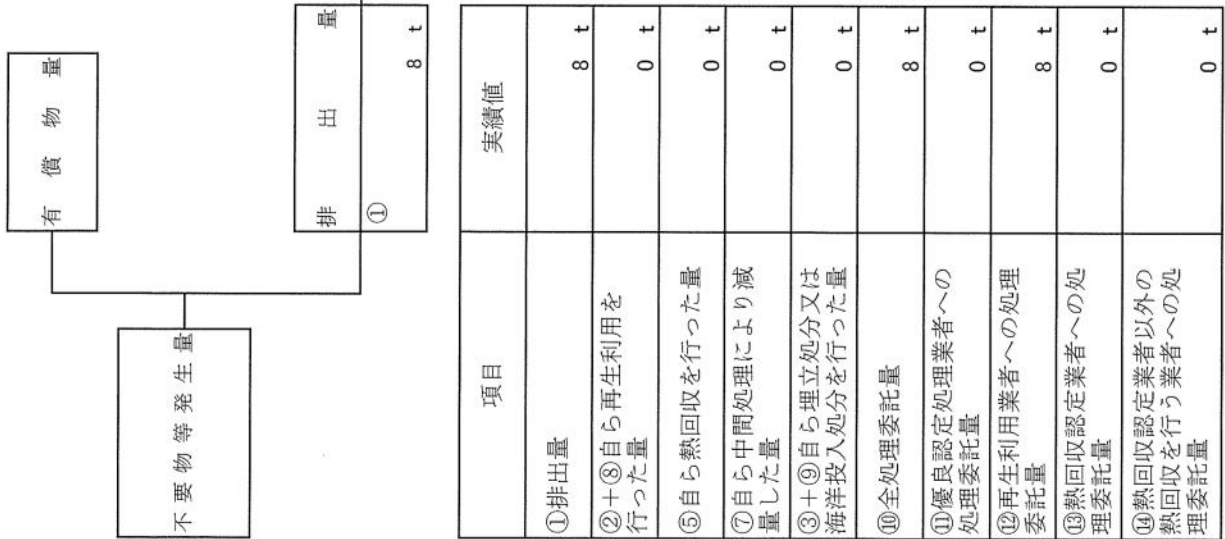 不要物等発生量
有償物量
排出量
① 8 t
項目 実績値
①排出量 8 t
②+⑧自ら再生利用を
行った量 0 t
⑤自ら熱回収を行った量 0 t
⑦自ら中間処理により減
量した量 0 t
③+⑨自ら埋立処分又は
海洋投入処分を行った量 0 t
⑩全処理委託量 8 t
⑪優良認定処理業者への
処理委託量 0 t
⑫再生利用業者への処理
委託量 8 t
⑬熱回収認定業者への処
理委託量 0 t
⑭熱回収認定業者以外の
熱回収を行う業者への処
理委託量 0 t